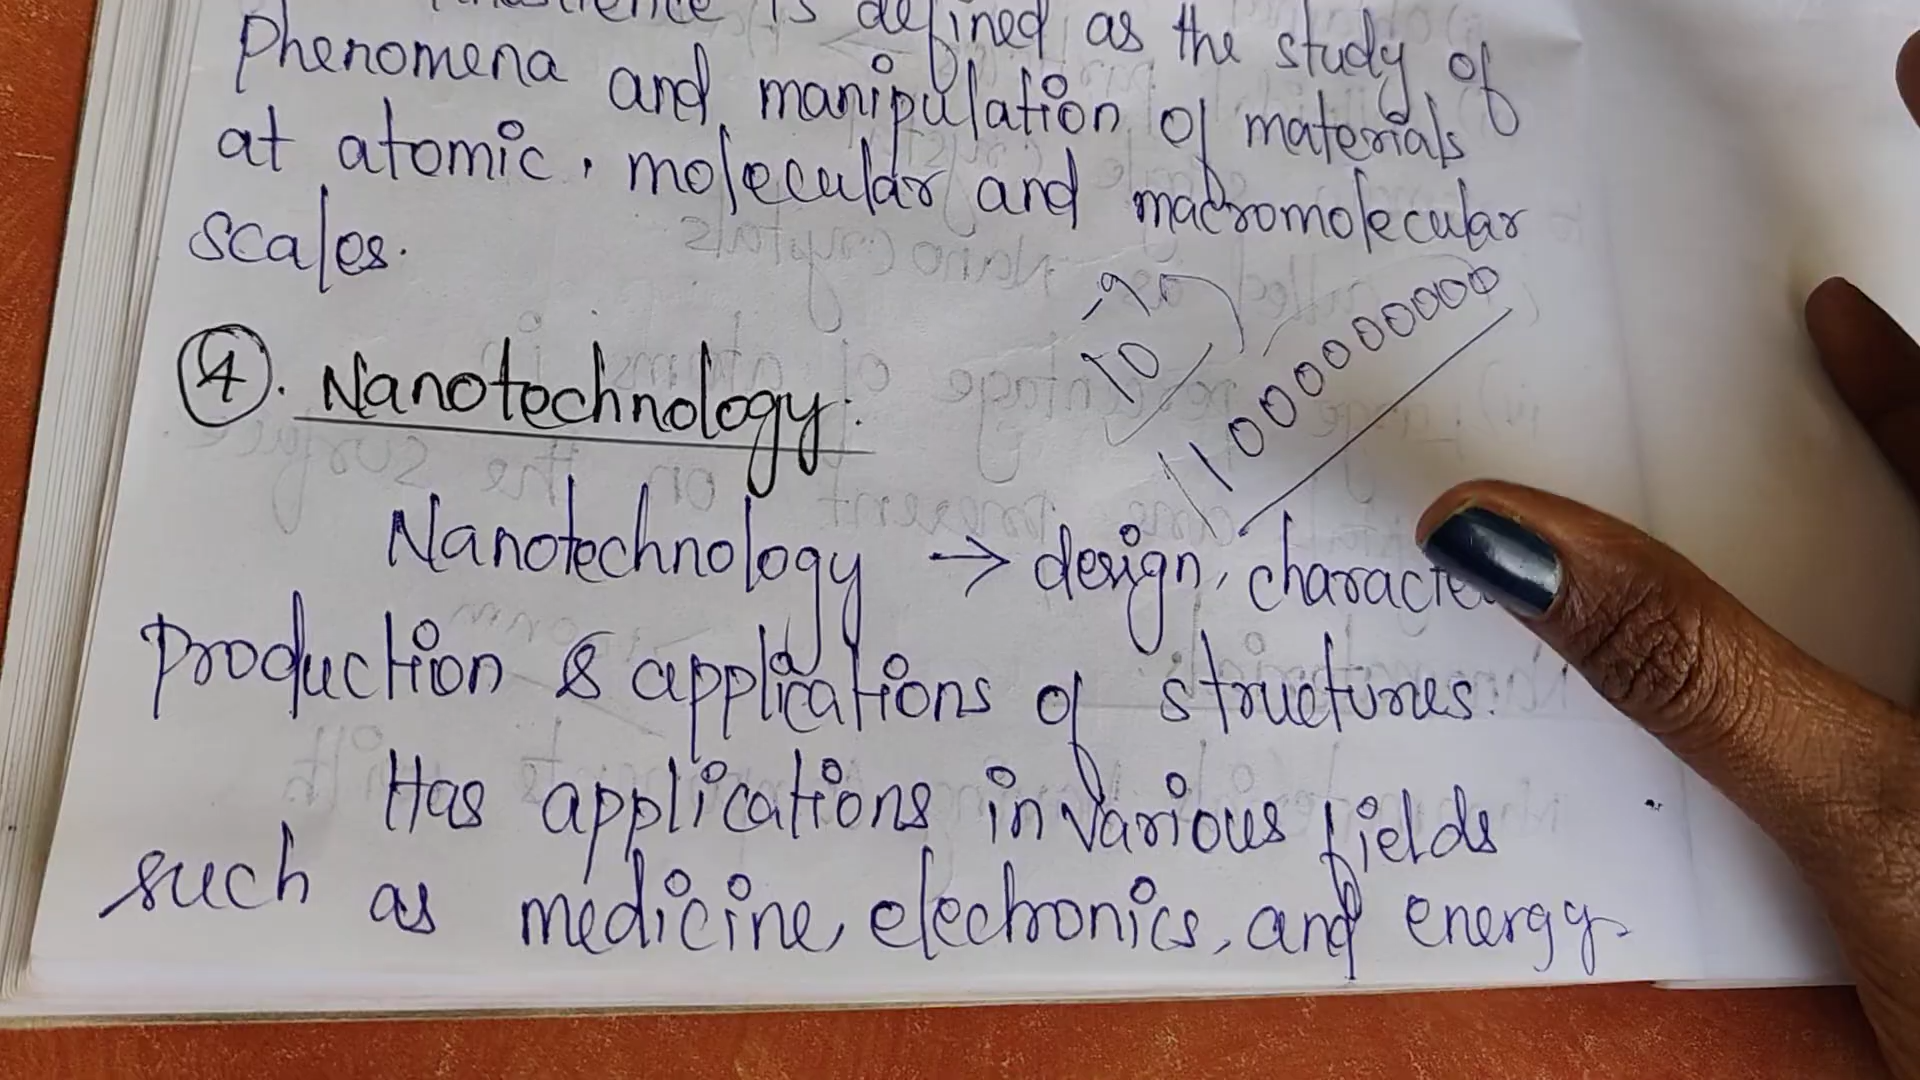 is defined as the study of
Phenomena and manipulation of materials
at atomic, molecular and macromolecular
scales.
10⁻⁹
4. Nanotechnology:
Nanotechnology → design, characte
production & applications of structures.
Has applications in various fields
such as medicine, electronics, and energy